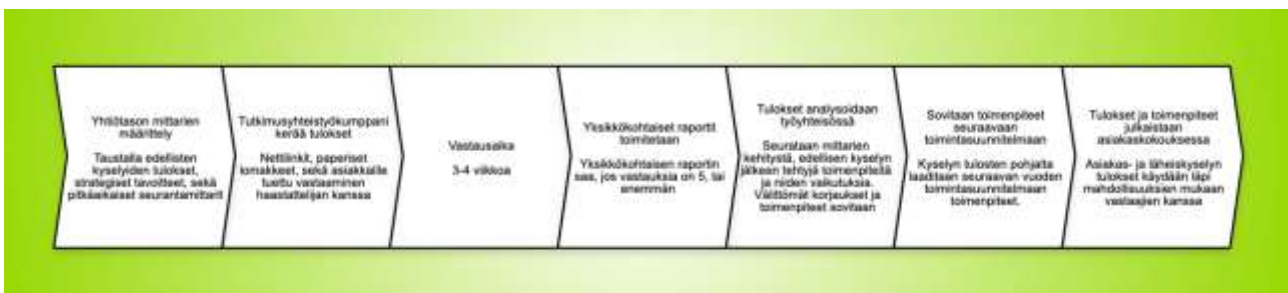 Yhtiötason mittarien
määrittely
Taustalla edellisten
kyselyiden tulokset,
strategiset tavoitteet, sekä
pitkäaikaiset seurantamittarit
Tutkimusyhteistyökumppani
kerää tulokset
Nettilinkit, paperiset
lomakkeet, sekä asiakkaille
tuettu vastaaminen
haastattelijan kanssa
Vastausaika
3-4 viikkoa
Yksikkökohtaiset raportit
toimitetaan
Yksikkökohtaisen raportin
saa, jos vastauksia on 5, tai
enemmän
Tulokset analysoidaan
työyhteisössä
Seurataan mittarien
kehitystä, edellisen kyselyn
jälkeen tehtyjä toimenpiteitä
ja niiden vaikutuksia.
Välittömät korjaukset ja
toimenpiteet sovitaan
Sovitaan toimenpiteet
seuraavaan
toimintasuunnitelmaan
Kyselyn tulosten pohjalta
laaditaan seuraavan vuoden
toimintasuunnitelmaan
toimenpiteet.
Tulokset ja toimenpiteet
julkaistaan
asiakaskokouksessa
Asiakas- ja läheiskyselyn
tulokset käydään läpi
mahdollisuuksien mukaan
vastaajien kanssa